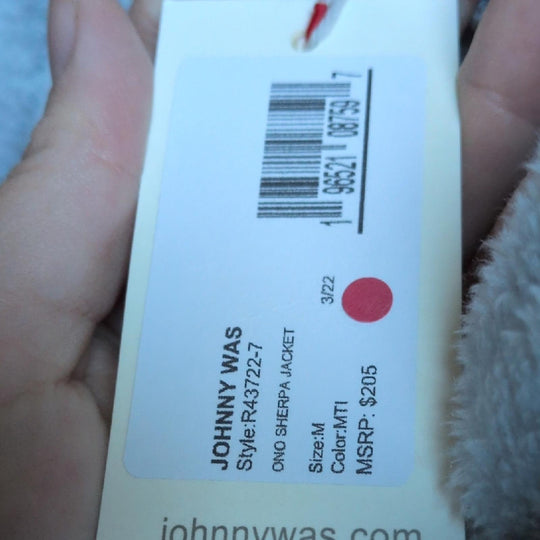 1 96521 08759 7
3/22
JOHNNY WAS
Style:R43722-7
ONO SHERPA JACKET
Size:M
Color:MTI
MSRP: $205
johnnywas.com